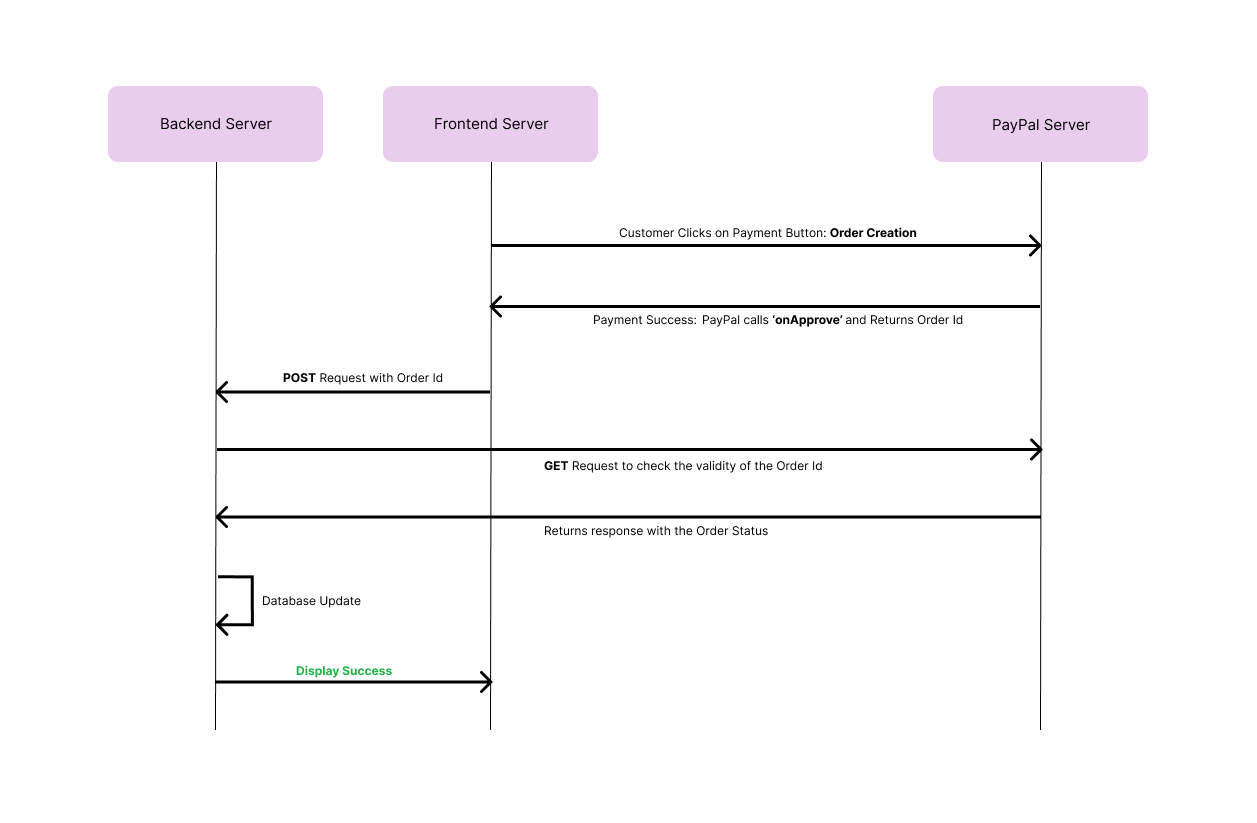 Backend Server
Frontend Server
PayPal Server
Customer Clicks on Payment Button: Order Creation
Payment Success: PayPal calls ‘onApprove’ and Returns Order Id
POST Request with Order Id
GET Request to check the validity of the Order Id
Returns response with the Order Status
Database Update
Display Success